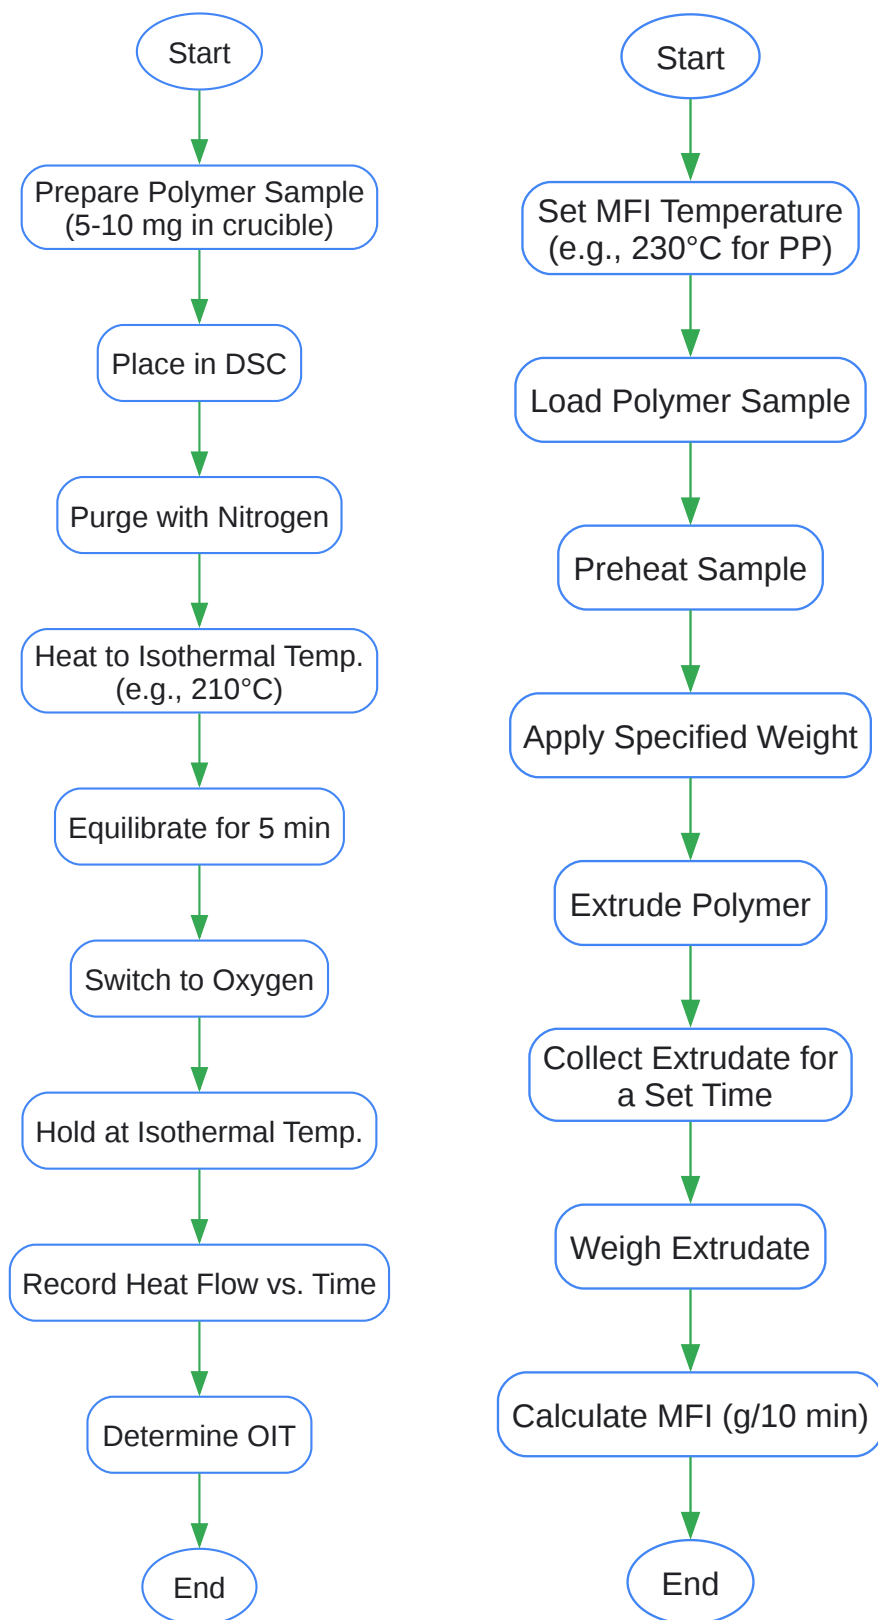 Start
Prepare Polymer Sample
(5-10 mg in crucible)
Place in DSC
Purge with Nitrogen
Heat to Isothermal Temp.
(e.g., 210°C)
Equilibrate for 5 min
Switch to Oxygen
Hold at Isothermal Temp.
Record Heat Flow vs. Time
Determine OIT
End
Start
Set MFI Temperature
(e.g., 230°C for PP)
Load Polymer Sample
Preheat Sample
Apply Specified Weight
Extrude Polymer
Collect Extrudate for
a Set Time
Weigh Extrudate
Calculate MFI (g/10 min)
End